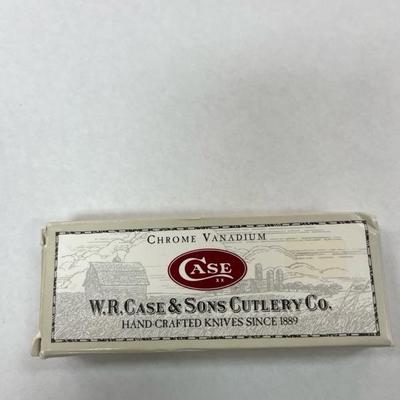 CHROME VANADIUM
CASE
XX
W.R. CASE & SONS CUTLERY CO.
HAND-CRAFTED KNIVES SINCE 1889